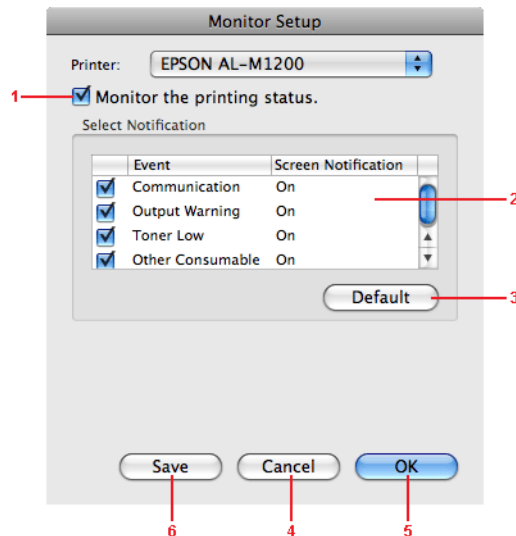 Monitor Setup
Printer: EPSON AL-M1200
1 Monitor the printing status.
Select Notification
Event Screen Notification
Communication On
2
Output Warning On
Toner Low On
Other Consumable On
Default 3
Save Cancel OK
6 4 5